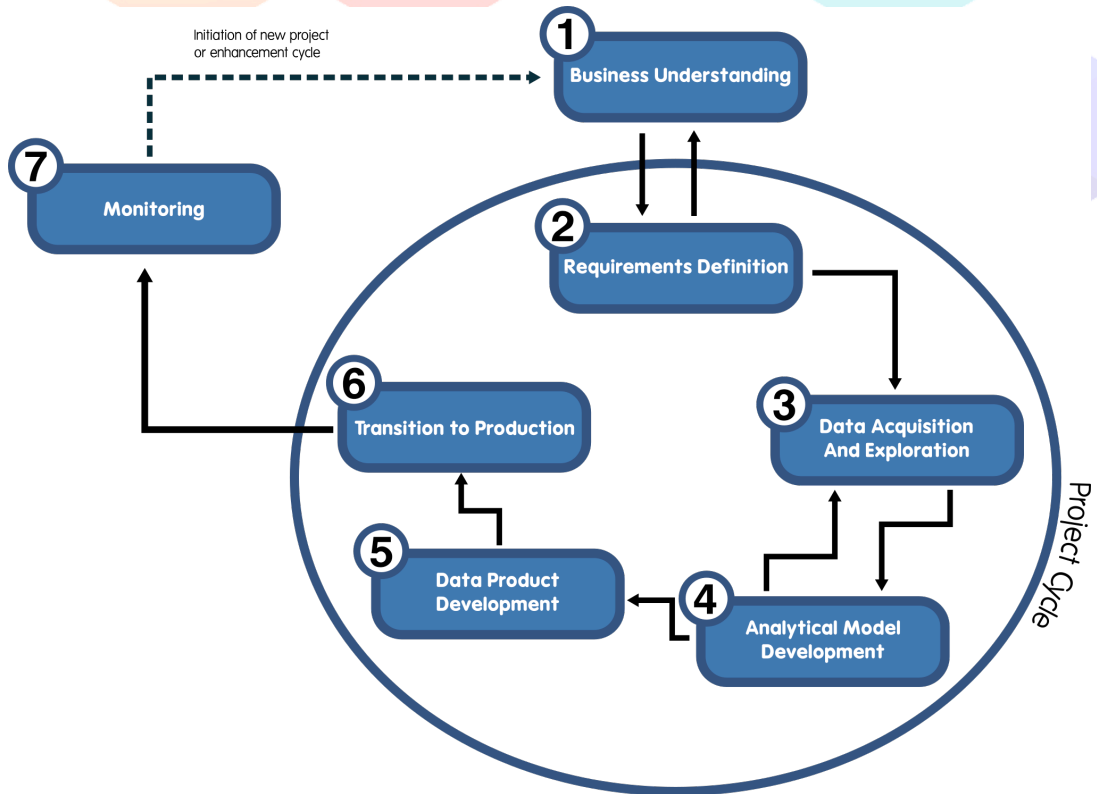 Initiation of new project
or enhancement cycle
1
Business Understanding
7
Monitoring
2
Requirements Definition
6
Transition to Production
3
Data Acquisition
And Exploration
5
Data Product
Development
4
Analytical Model
Development
Project Cycle